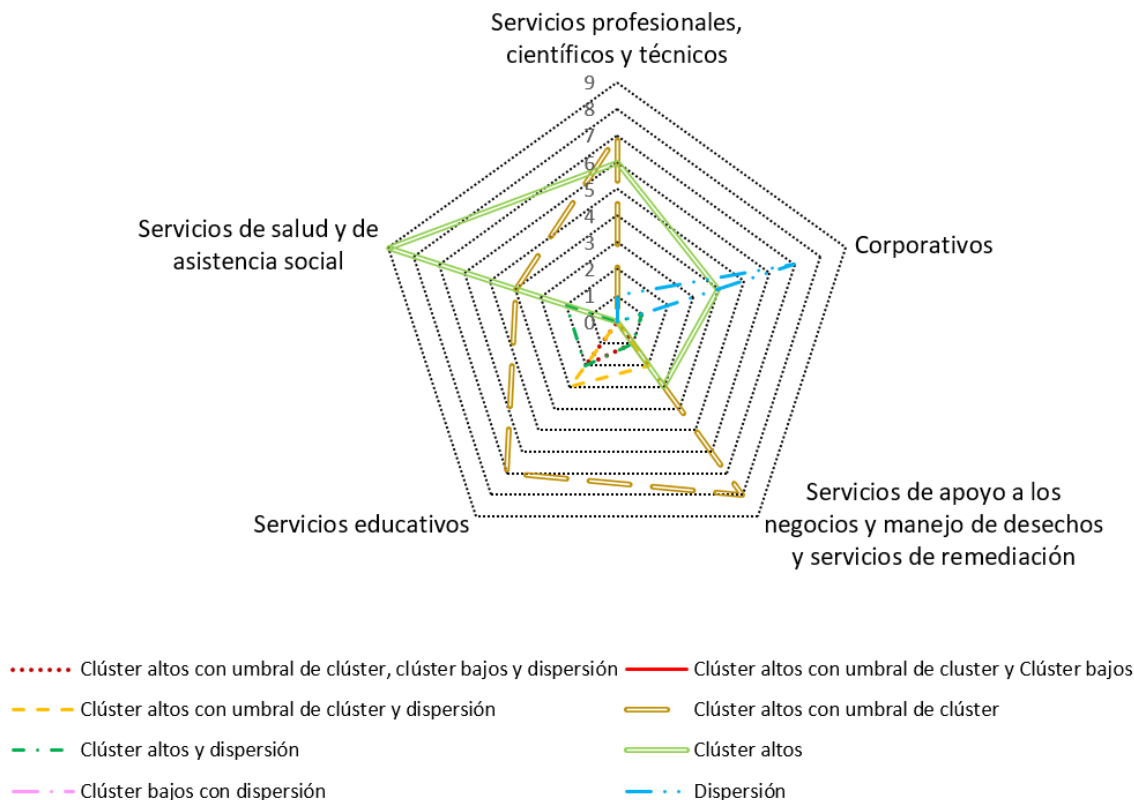 Servicios profesionales,
científicos y técnicos
9
8
7
6
5
4
3
2
1
0
Servicios de salud y de
asistencia social
Corporativos
Servicios educativos
Servicios de apoyo a los
negocios y manejo de desechos
y servicios de remediación
Clúster altos con umbral de clúster, clúster bajos y dispersión
Clúster altos con umbral de cluster y Clúster bajos
Clúster altos con umbral de clúster y dispersión
Clúster altos con umbral de clúster
Clúster altos y dispersión
Clúster altos
Clúster bajos con dispersión
Dispersión